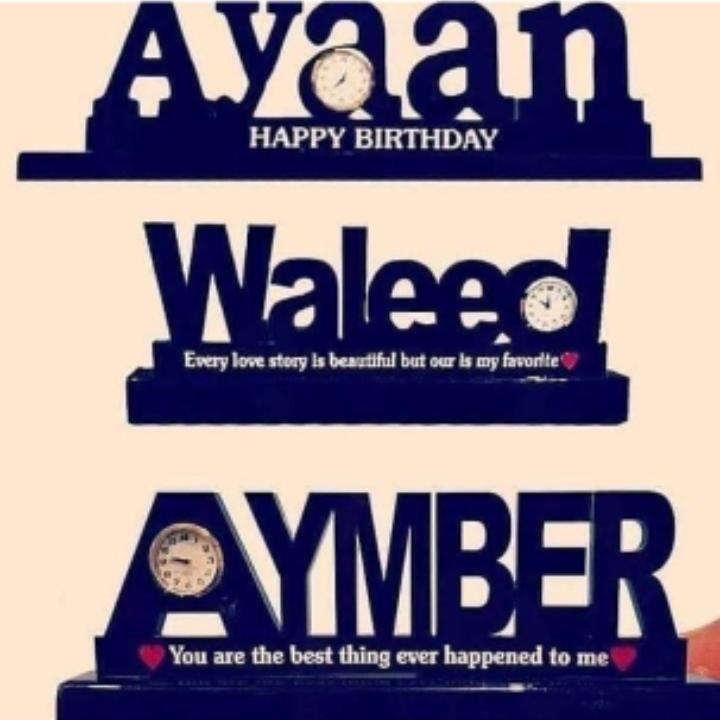 Ayaan
HAPPY BIRTHDAY
Waleed
Every love story is beautiful but our is my favorite
AYMBER
You are the best thing ever happened to me